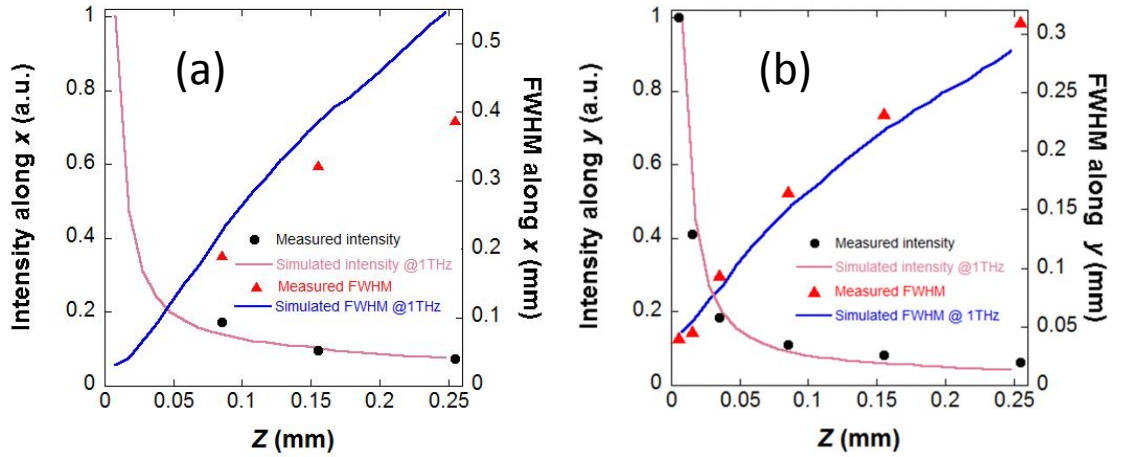 (a)
Intensity along x (a.u.)
1
0.8
0.6
0.4
0.2
0
0.5
0.4
0.3
0.2
0.1
0
FWHM along x (mm)
Measured intensity
Simulated intensity @1THz
Measured FWHM
Simulated FWHM @1THz
0 0.05 0.1 0.15 0.2 0.25
Z (mm)
(b)
Intensity along y (a.u.)
1
0.8
0.6
0.4
0.2
0
0.3
0.25
0.2
0.15
0.1
0.05
0
FWHM along y (mm)
Measured intensity
Simulated intensity @1THz
Measured FWHM
Simulated FWHM @ 1THz
0 0.05 0.1 0.15 0.2 0.25
Z (mm)